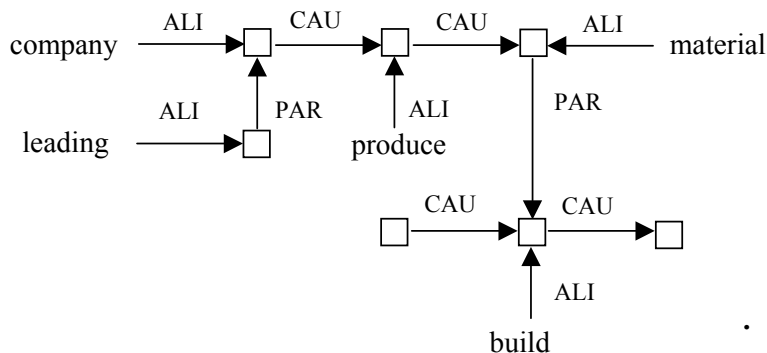 ALI CAU CAU ALI
company material
ALI PAR ALI PAR
leading produce
CAU CAU
ALI
build
.